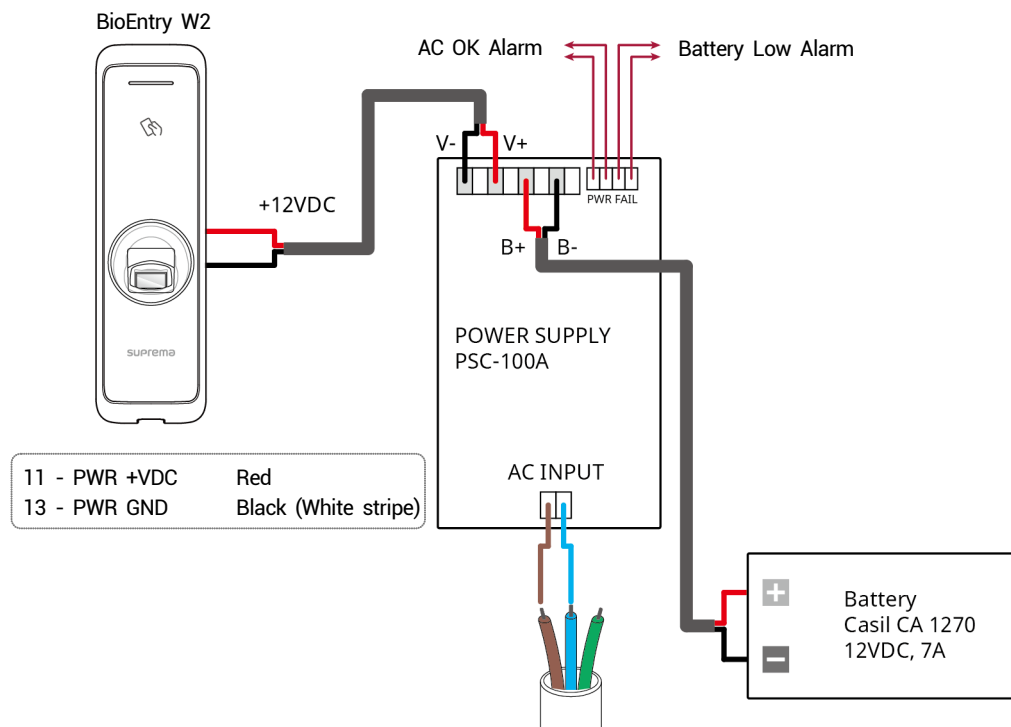 BioEntry W2
AC OK Alarm
Battery Low Alarm
V-
V+
PWR FAIL
+12VDC
B+
B-
suprema
POWER SUPPLY
PSC-100A
11 - PWR +VDC Red
13 - PWR GND Black (White stripe)
AC INPUT
+
Battery
Casil CA 1270
12VDC, 7A
-